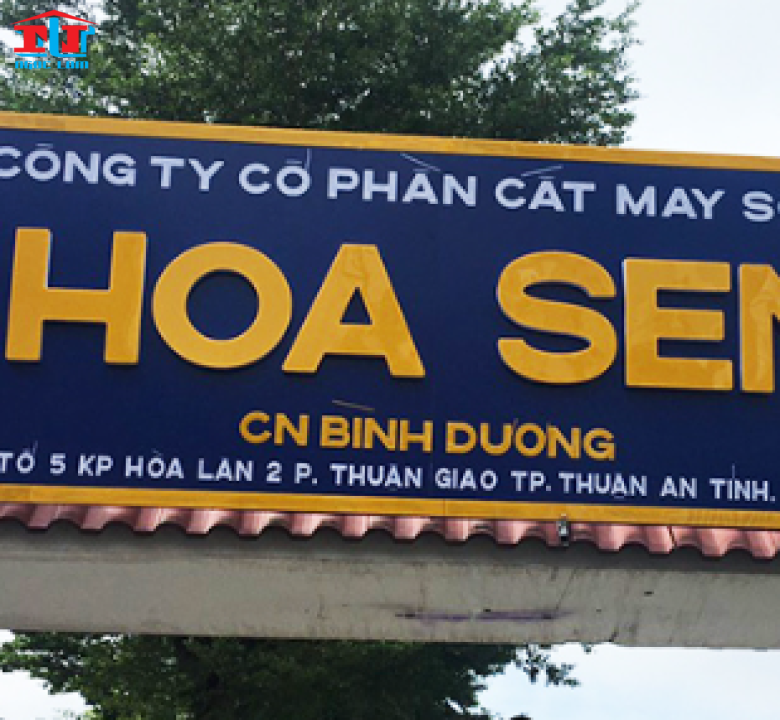 NT
CÔNG TY CỔ PHẦN CẮT MAY
HOA SEN
CN BÌNH DƯƠNG
TỔ 5 KP HÒA LÂN 2 P. THUẬN GIAO TP. THUẬN AN TỈNH